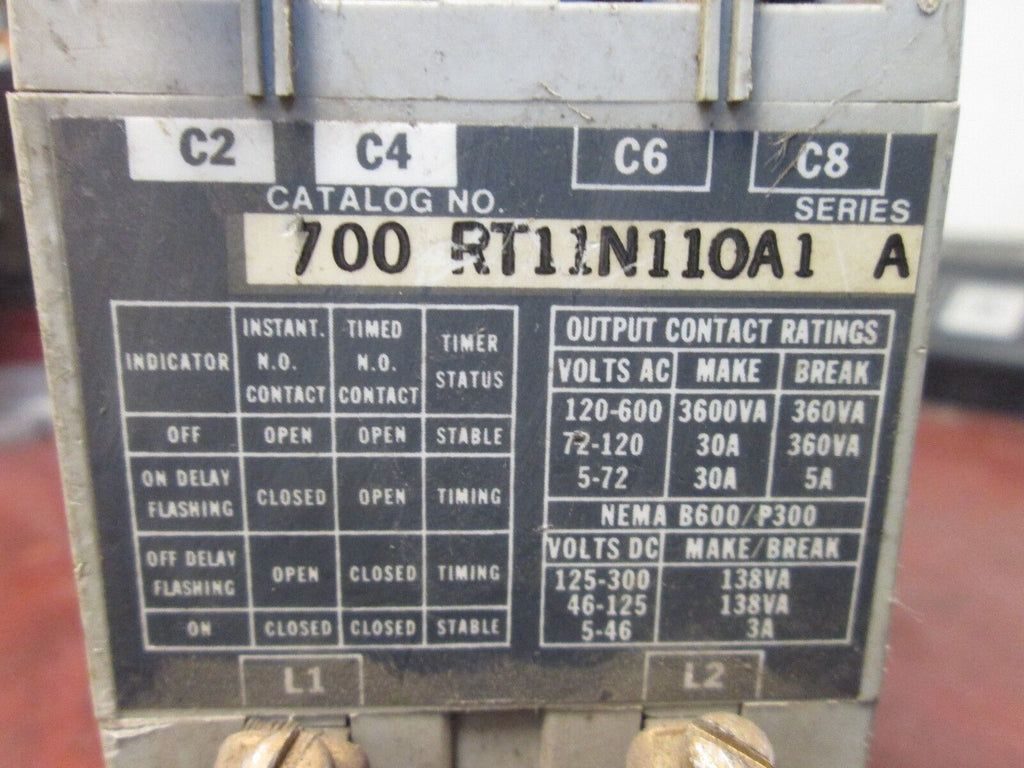 C2 C4 C6 C8
CATALOG NO. SERIES
700 RT11N110A1 A
INDICATOR INSTANT. N.O. CONTACT TIMED N.O. CONTACT TIMER STATUS
OFF OPEN OPEN STABLE
ON DELAY FLASHING CLOSED OPEN TIMING
OFF DELAY FLASHING OPEN CLOSED TIMING
ON CLOSED CLOSED STABLE
OUTPUT CONTACT RATINGS
VOLTS AC MAKE BREAK
120-600 3600VA 360VA
72-120 30A 360VA
5-72 30A 5A
NEMA B600/P300
VOLTS DC MAKE/BREAK
125-300 138VA
46-125 138VA
5-46 3A
L1 L2